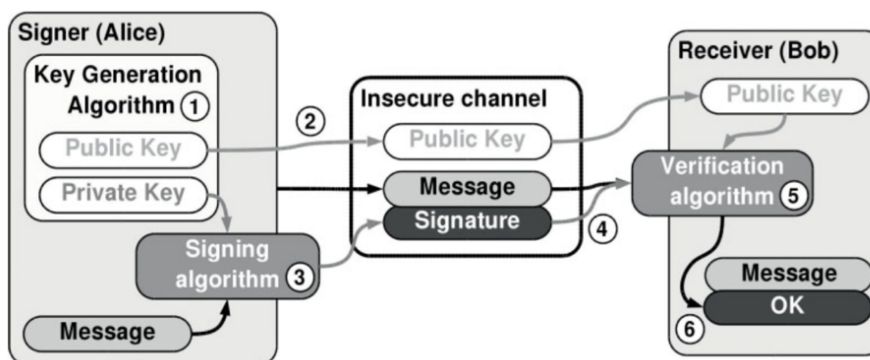 Signer (Alice)
Key Generation
Algorithm 1
Public Key
Private Key
Signing
algorithm 3
Message
2
Insecure channel
Public Key
Message
Signature
4
Receiver (Bob)
Public Key
Verification
algorithm 5
Message
OK
6